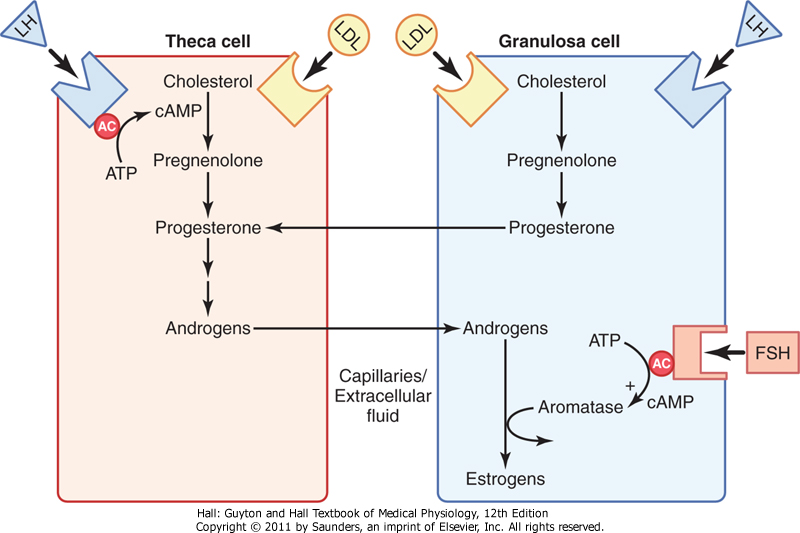 LH
Theca cell
LDL
LDL
Granulosa cell
LH
Cholesterol
cAMP
AC
ATP
Pregnenolone
Progesterone
Androgens
Cholesterol
Pregnenolone
Progesterone
Androgens
ATP
AC
FSH
+
cAMP
Aromatase
Estrogens
Capillaries/
Extracellular
fluid
Hall: Guyton and Hall Textbook of Medical Physiology, 12th Edition
Copyright © 2011 by Saunders, an imprint of Elsevier, Inc. All rights reserved.